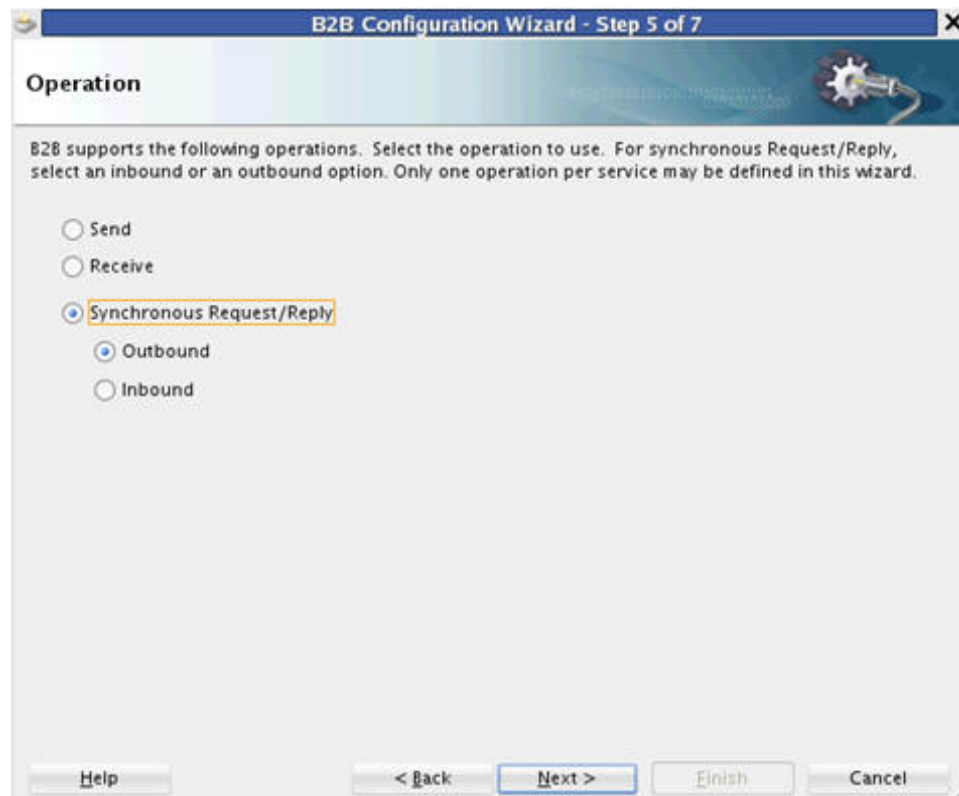 B2B Configuration Wizard - Step 5 of 7
Operation
B2B supports the following operations. Select the operation to use. For synchronous Request/Reply,
select an inbound or an outbound option. Only one operation per service may be defined in this wizard.
Send
Receive
Synchronous Request/Reply
Outbound
Inbound
Help
< Back
Next >
Finish
Cancel